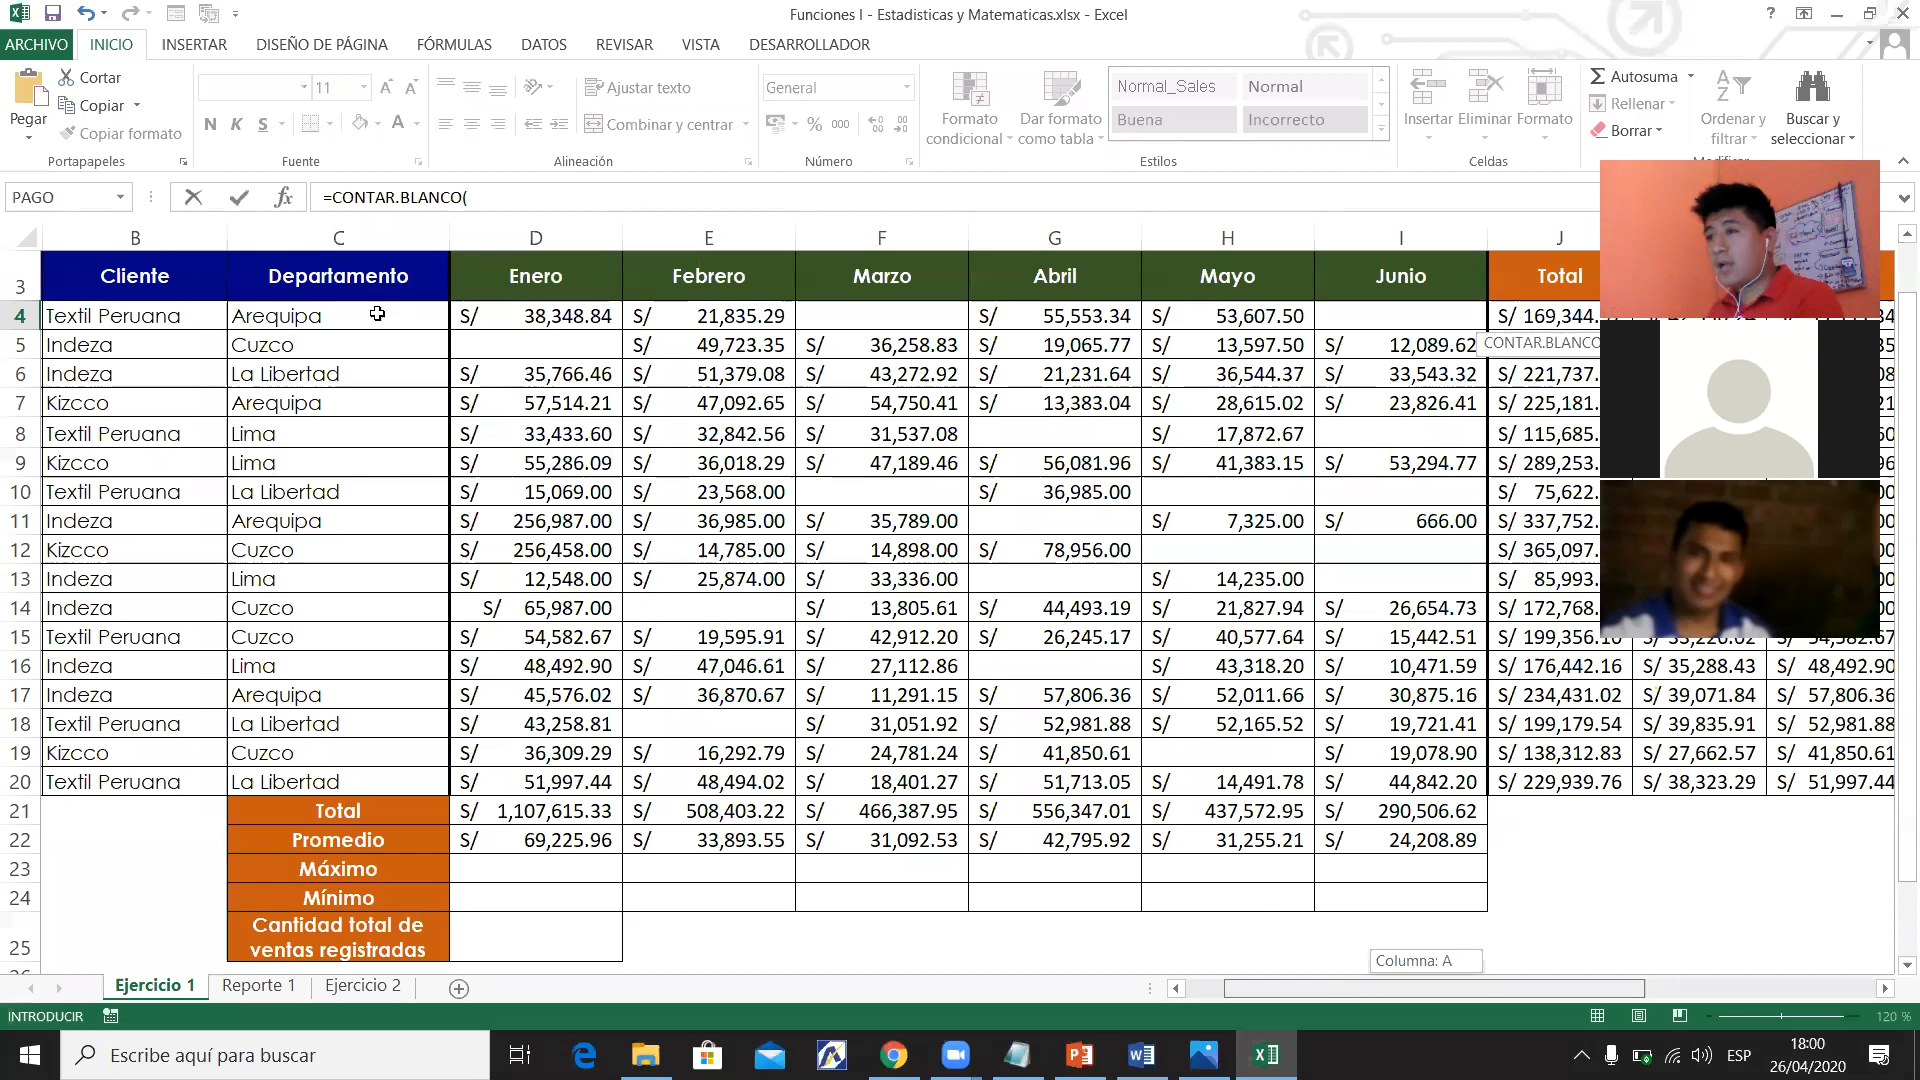 Funciones I - Estadisticas y Matematicas.xlsx - Excel
ARCHIVO INICIO INSERTAR DISEÑO DE PÁGINA FÓRMULAS DATOS REVISAR VISTA DESARROLLADOR
Pegar
Cortar
Copiar
Copiar formato
Portapapeles
11
N K S
Fuente
Ajustar texto
Combinar y centrar
Alineación
General
% 000
Número
Formato condicional
Dar formato como tabla
Normal_Sales Normal
Buena Incorrecto
Estilos
Insertar Eliminar Formato
Celdas
Autosuma
Rellenar
Borrar
Ordenar y filtrar
Buscar y seleccionar
PAGO =CONTAR.BLANCO(
B C D E F G H I J
3 Cliente Departamento Enero Febrero Marzo Abril Mayo Junio Total
4 Textil Peruana Arequipa S/ 38,348.84 S/ 21,835.29 S/ 55,553.34 S/ 53,607.50 S/ 169,344.
5 Indeza Cuzco S/ 49,723.35 S/ 36,258.83 S/ 19,065.77 S/ 13,597.50 S/ 12,089.62 CONTAR.BLANCO
6 Indeza La Libertad S/ 35,766.46 S/ 51,379.08 S/ 43,272.92 S/ 21,231.64 S/ 36,544.37 S/ 33,543.32 S/ 221,737.
7 Kizcco Arequipa S/ 57,514.21 S/ 47,092.65 S/ 54,750.41 S/ 13,383.04 S/ 28,615.02 S/ 23,826.41 S/ 225,181.
8 Textil Peruana Lima S/ 33,433.60 S/ 32,842.56 S/ 31,537.08 S/ 17,872.67 S/ 115,685.
9 Kizcco Lima S/ 55,286.09 S/ 36,018.29 S/ 47,189.46 S/ 56,081.96 S/ 41,383.15 S/ 53,294.77 S/ 289,253.
10 Textil Peruana La Libertad S/ 15,069.00 S/ 23,568.00 S/ 36,985.00 S/ 75,622.
11 Indeza Arequipa S/ 256,987.00 S/ 36,985.00 S/ 35,789.00 S/ 7,325.00 S/ 666.00 S/ 337,752.
12 Kizcco Cuzco S/ 256,458.00 S/ 14,785.00 S/ 14,898.00 S/ 78,956.00 S/ 365,097.
13 Indeza Lima S/ 12,548.00 S/ 25,874.00 S/ 33,336.00 S/ 14,235.00 S/ 85,993.
14 Indeza Cuzco S/ 65,987.00 S/ 13,805.61 S/ 44,493.19 S/ 21,827.94 S/ 26,654.73 S/ 172,768.
15 Textil Peruana Cuzco S/ 54,582.67 S/ 19,595.91 S/ 42,912.20 S/ 26,245.17 S/ 40,577.64 S/ 15,442.51 S/ 199,356.
16 Indeza Lima S/ 48,492.90 S/ 47,046.61 S/ 27,112.86 S/ 43,318.20 S/ 10,471.59 S/ 176,442.16 S/ 35,288.43 S/ 48,492.90
17 Indeza Arequipa S/ 45,576.02 S/ 36,870.67 S/ 11,291.15 S/ 57,806.36 S/ 52,011.66 S/ 30,875.16 S/ 234,431.02 S/ 39,071.84 S/ 57,806.36
18 Textil Peruana La Libertad S/ 43,258.81 S/ 31,051.92 S/ 52,981.88 S/ 52,165.52 S/ 19,721.41 S/ 199,179.54 S/ 39,835.91 S/ 52,981.88
19 Kizcco Cuzco S/ 36,309.29 S/ 16,292.79 S/ 24,781.24 S/ 41,850.61 S/ 19,078.90 S/ 138,312.83 S/ 27,662.57 S/ 41,850.61
20 Textil Peruana La Libertad S/ 51,997.44 S/ 48,494.02 S/ 18,401.27 S/ 51,713.05 S/ 14,491.78 S/ 44,842.20 S/ 229,939.76 S/ 38,323.29 S/ 51,997.44
21 Total S/ 1,107,615.33 S/ 508,403.22 S/ 466,387.95 S/ 556,347.01 S/ 437,572.95 S/ 290,506.62
22 Promedio S/ 69,225.96 S/ 33,893.55 S/ 31,092.53 S/ 42,795.92 S/ 31,255.21 S/ 24,208.89
23 Máximo
24 Mínimo
25 Cantidad total de
ventas registradas
Columna: A
Ejercicio 1 Reporte 1 Ejercicio 2
INTRODUCIR 120 %
Escribe aquí para buscar
ESP
18:00
26/04/2020